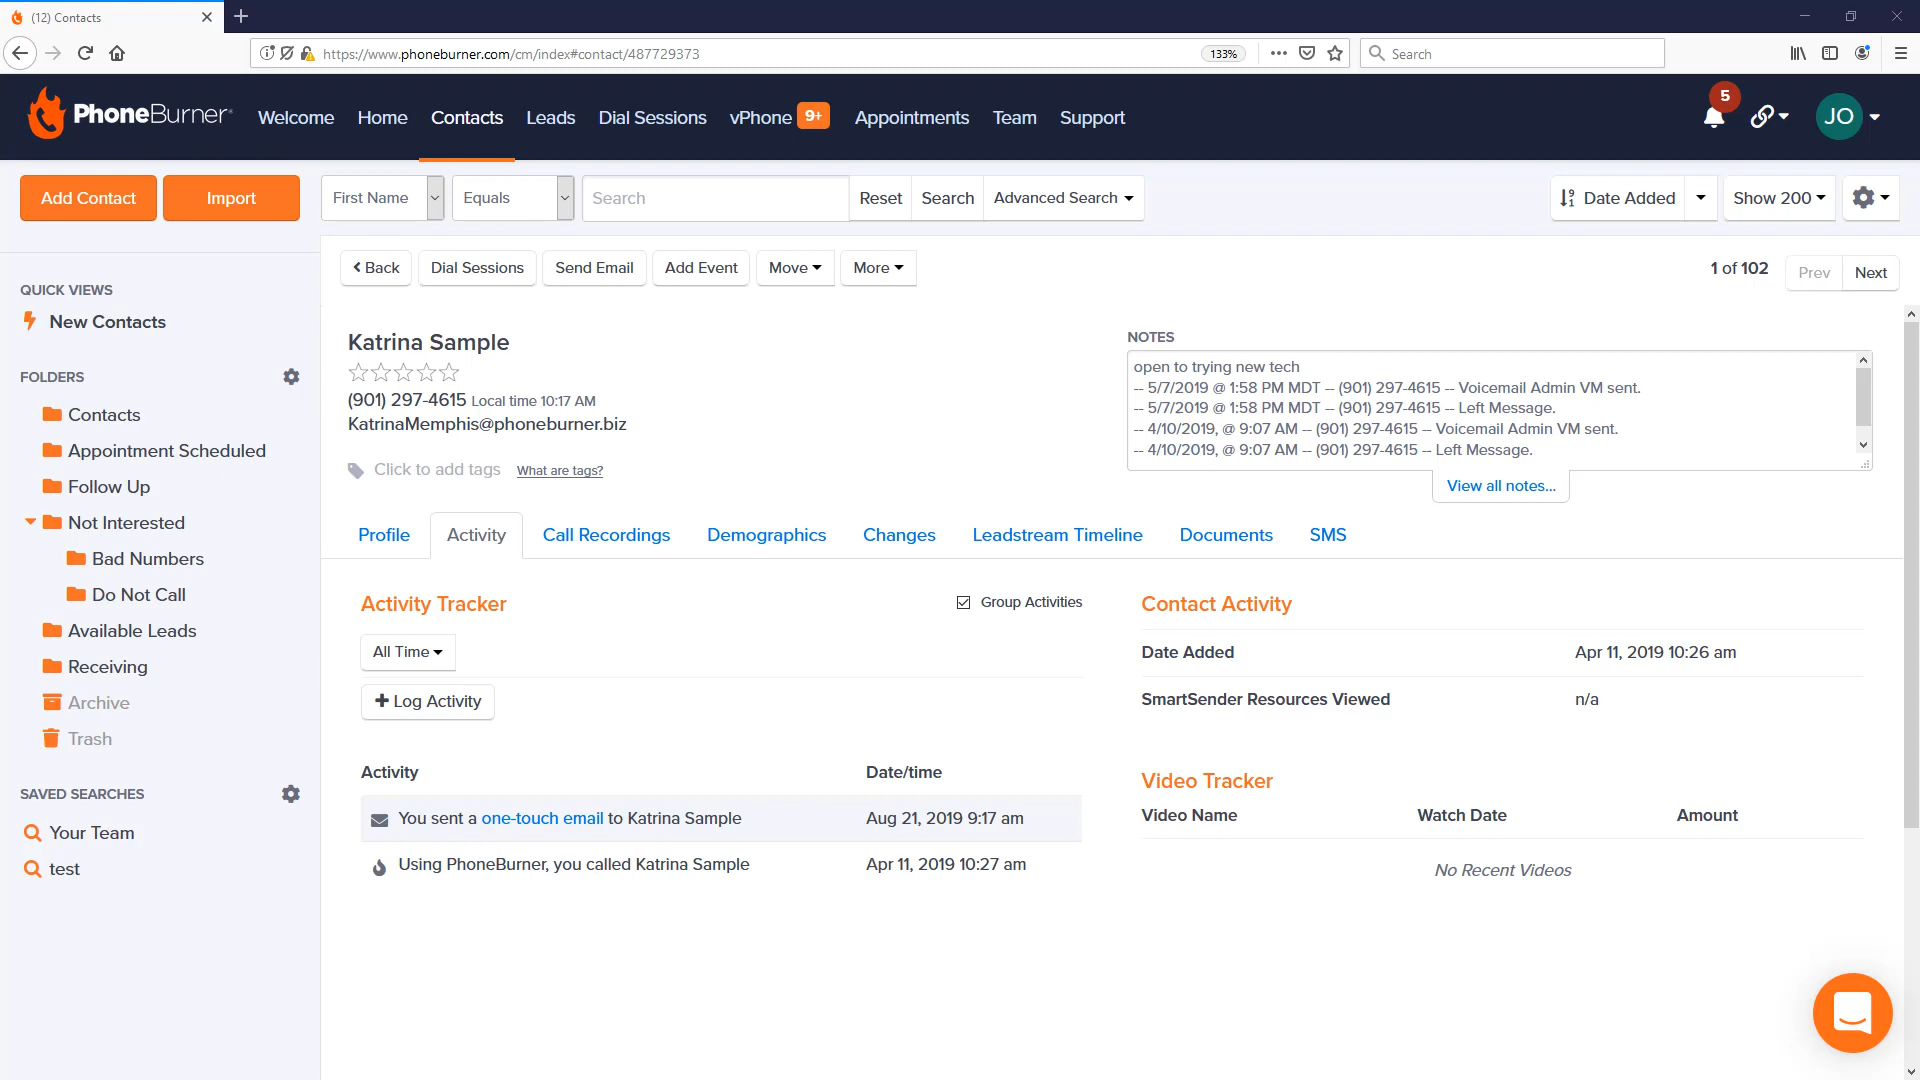 (12) Contacts
https://www.phoneburner.com/cm/index#contact/487729373
133%
Search
PhoneBurner
Welcome
Home
Contacts
Leads
Dial Sessions
vPhone 9+
Appointments
Team
Support
5
JO
Add Contact
Import
First Name
Equals
Search
Reset
Search
Advanced Search
Date Added
Show 200
Back
Dial Sessions
Send Email
Add Event
Move
More
1 of 102
Prev
Next
QUICK VIEWS
New Contacts
FOLDERS
Contacts
Appointment Scheduled
Follow Up
Not Interested
Bad Numbers
Do Not Call
Available Leads
Receiving
Archive
Trash
SAVED SEARCHES
Your Team
test
Katrina Sample
(901) 297-4615 Local time 10:17 AM
KatrinaMemphis@phoneburner.biz
Click to add tags What are tags?
NOTES
open to trying new tech
-- 5/7/2019 @ 1:58 PM MDT -- (901) 297-4615 -- Voicemail Admin VM sent.
-- 5/7/2019 @ 1:58 PM MDT -- (901) 297-4615 -- Left Message.
-- 4/10/2019, @ 9:07 AM -- (901) 297-4615 -- Voicemail Admin VM sent.
-- 4/10/2019, @ 9:07 AM -- (901) 297-4615 -- Left Message.
View all notes...
Profile
Activity
Call Recordings
Demographics
Changes
Leadstream Timeline
Documents
SMS
Activity Tracker
Group Activities
All Time
Log Activity
Activity Date/time
You sent a one-touch email to Katrina Sample Aug 21, 2019 9:17 am
Using PhoneBurner, you called Katrina Sample Apr 11, 2019 10:27 am
Contact Activity
Date Added Apr 11, 2019 10:26 am
SmartSender Resources Viewed n/a
Video Tracker
Video Name Watch Date Amount
No Recent Videos